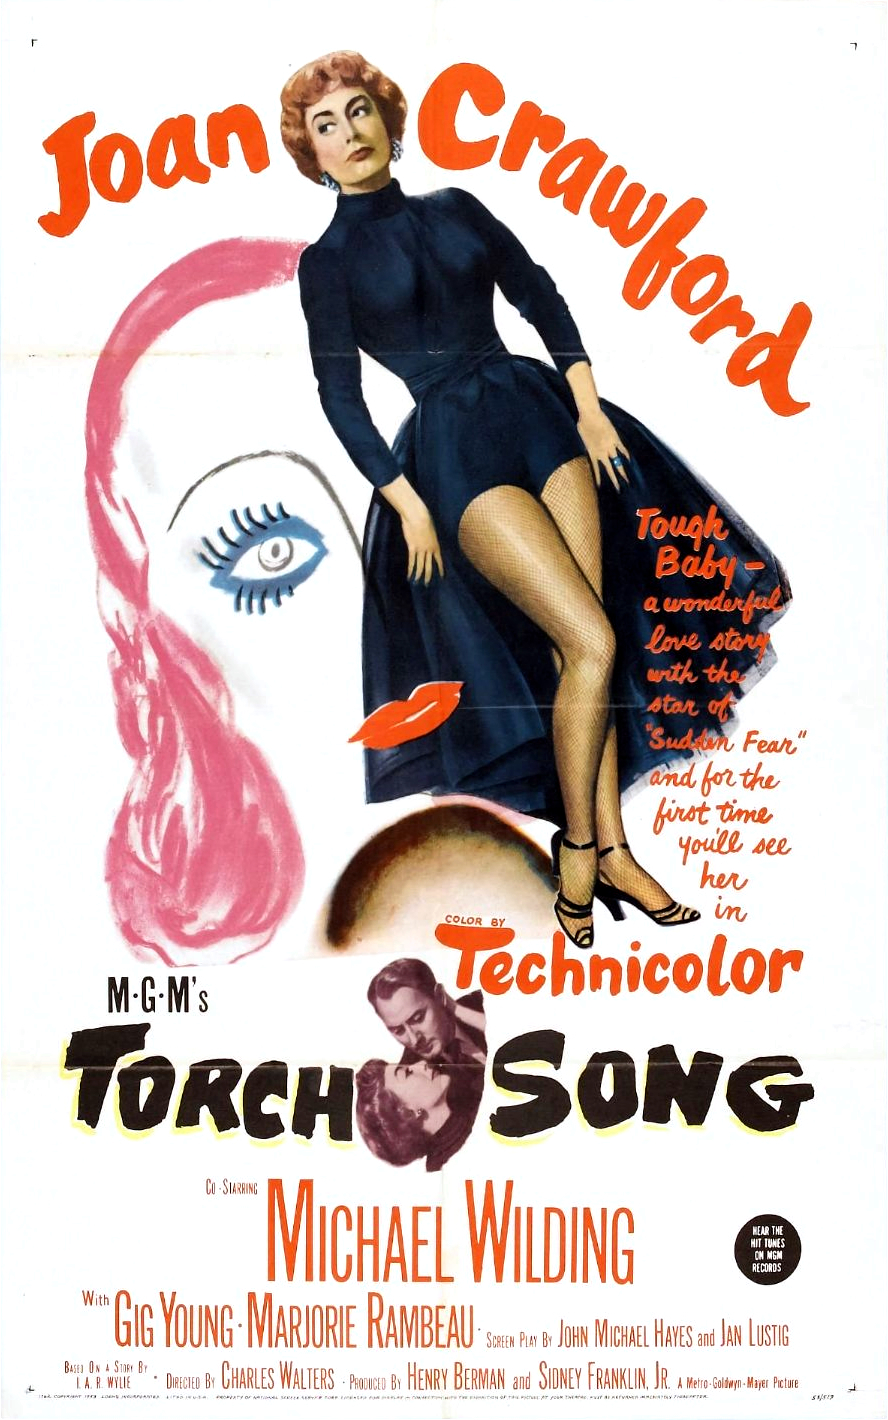 Joan Crawford
Tough
Baby —
a wonderful
love story
with the
star of
"Sudden Fear"
and for the
first time
you'll see
her
in
COLOR BY
Technicolor
M·G·M's
TORCH SONG
CO-STARRING
MICHAEL WILDING
HEAR THE
HIT TUNES
ON MGM
RECORDS
With GIG YOUNG · MARJORIE RAMBEAU · SCREEN PLAY BY JOHN MICHAEL HAYES and JAN LUSTIG
BASED ON A STORY BY
I. A. R. WYLIE · DIRECTED BY CHARLES WALTERS · PRODUCED BY HENRY BERMAN and SIDNEY FRANKLIN, JR. A Metro-Goldwyn-Mayer Picture
53/513